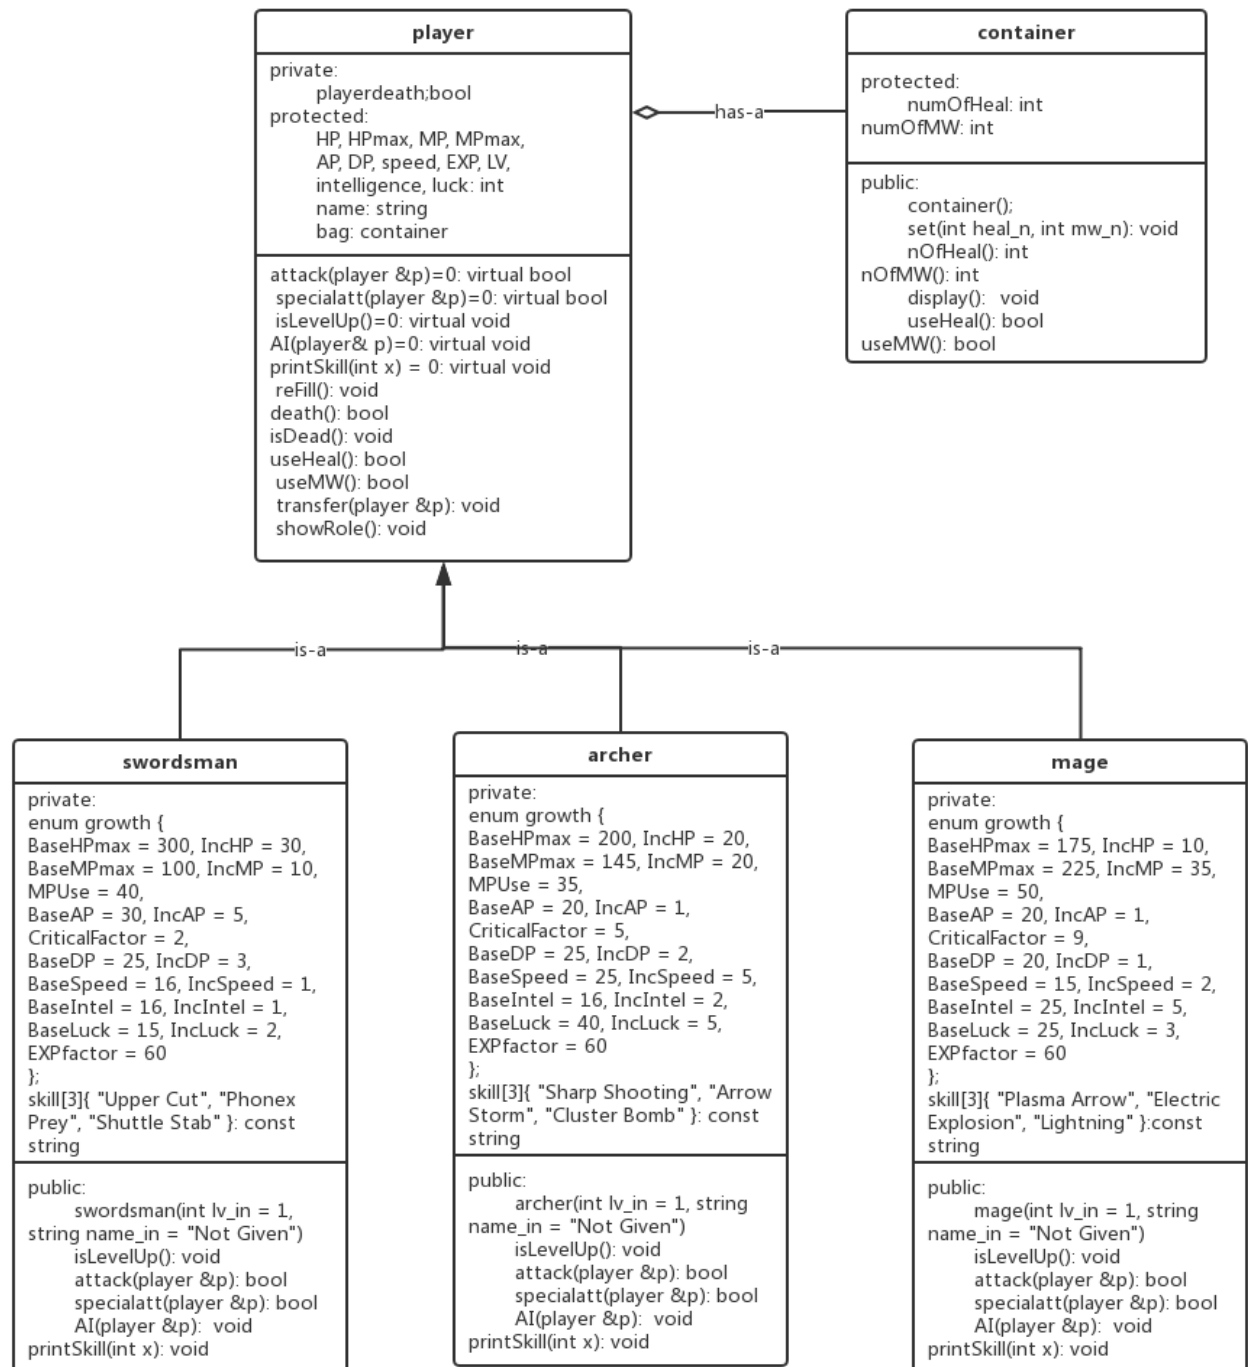 player
private:
playerdeath;bool
protected:
HP, HPmax, MP, MPmax,
AP, DP, speed, EXP, LV,
intelligence, luck: int
name: string
bag: container
attack(player &p)=0: virtual bool
specialatt(player &p)=0: virtual bool
isLevelUp()=0: virtual void
AI(player& p)=0: virtual void
printSkill(int x) = 0: virtual void
reFill(): void
death(): bool
isDead(): void
useHeal(): bool
useMW(): bool
transfer(player &p): void
showRole(): void
has-a
container
protected:
numOfHeal: int
numOfMW: int
public:
container();
set(int heal_n, int mw_n): void
nOfHeal(): int
nOfMW(): int
display(): void
useHeal(): bool
useMW(): bool
is-a
is-a
is-a
swordsman
private:
enum growth {
BaseHPmax = 300, IncHP = 30,
BaseMPmax = 100, IncMP = 10,
MPUse = 40,
BaseAP = 30, IncAP = 5,
CriticalFactor = 2,
BaseDP = 25, IncDP = 3,
BaseSpeed = 16, IncSpeed = 1,
BaseIntel = 16, IncIntel = 1,
BaseLuck = 15, IncLuck = 2,
EXPfactor = 60
};
skill[3]{ "Upper Cut", "Phonex
Prey", "Shuttle Stab" }: const
string
public:
swordsman(int lv_in = 1,
string name_in = "Not Given")
isLevelUp(): void
attack(player &p): bool
specialatt(player &p): bool
AI(player &p): void
printSkill(int x): void
archer
private:
enum growth {
BaseHPmax = 200, IncHP = 20,
BaseMPmax = 145, IncMP = 20,
MPUse = 35,
BaseAP = 20, IncAP = 1,
CriticalFactor = 5,
BaseDP = 25, IncDP = 2,
BaseSpeed = 25, IncSpeed = 5,
BaseIntel = 16, IncIntel = 2,
BaseLuck = 40, IncLuck = 5,
EXPfactor = 60
};
skill[3]{ "Sharp Shooting", "Arrow
Storm", "Cluster Bomb" }: const
string
public:
archer(int lv_in = 1, string
name_in = "Not Given")
isLevelUp(): void
attack(player &p): bool
specialatt(player &p): bool
AI(player &p): void
printSkill(int x): void
mage
private:
enum growth {
BaseHPmax = 175, IncHP = 10,
BaseMPmax = 225, IncMP = 35,
MPUse = 50,
BaseAP = 20, IncAP = 1,
CriticalFactor = 9,
BaseDP = 20, IncDP = 1,
BaseSpeed = 15, IncSpeed = 2,
BaseIntel = 25, IncIntel = 5,
BaseLuck = 25, IncLuck = 3,
EXPfactor = 60
};
skill[3]{ "Plasma Arrow", "Electric
Explosion", "Lightning" }:const
string
public:
mage(int lv_in = 1, string
name_in = "Not Given")
isLevelUp(): void
attack(player &p): bool
specialatt(player &p): bool
AI(player &p): void
printSkill(int x): void